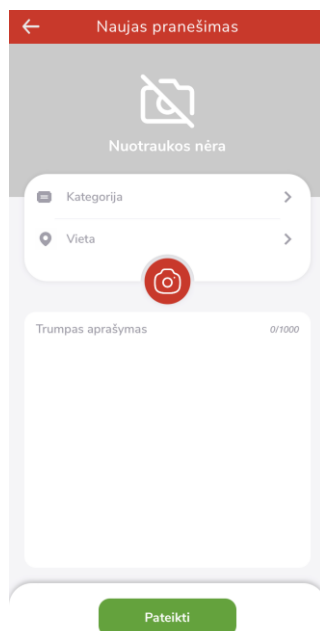 Naujas pranešimas
Nuotraukos nėra
Kategorija
Vieta
Trumpas aprašymas 0/1000
Pateikti